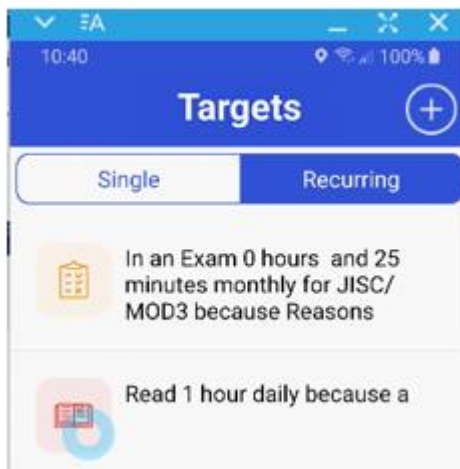 10:40
100%
Targets
Single
Recurring
In an Exam 0 hours and 25
minutes monthly for JISC/
MOD3 because Reasons
Read 1 hour daily because a